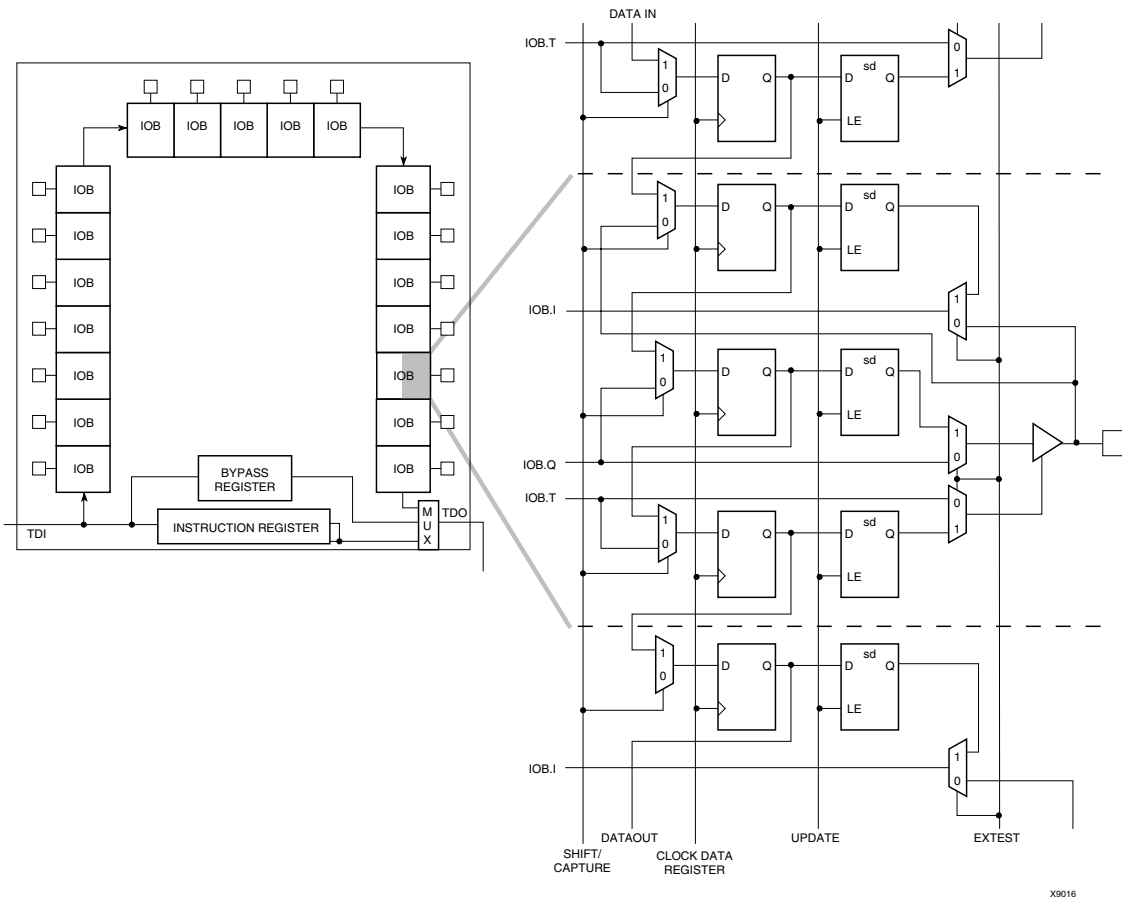 DATA IN
IOB.T
1
0
D Q
D sd Q
LE
0
1
IOB IOB IOB IOB IOB
IOB
IOB
IOB
IOB
IOB
IOB
IOB
IOB
IOB
IOB
IOB
IOB
IOB
IOB
BYPASS
REGISTER
INSTRUCTION REGISTER
TDI
M
U
X
TDO
1
0
D Q
D sd Q
LE
IOB.I
1
0
1
0
D Q
D sd Q
LE
IOB.Q
1
0
IOB.T
0
1
1
0
D Q
D sd Q
LE
1
0
D Q
D sd Q
LE
IOB.I
1
0
SHIFT/
CAPTURE
DATAOUT
CLOCK DATA
REGISTER
UPDATE
EXTEST
X9016